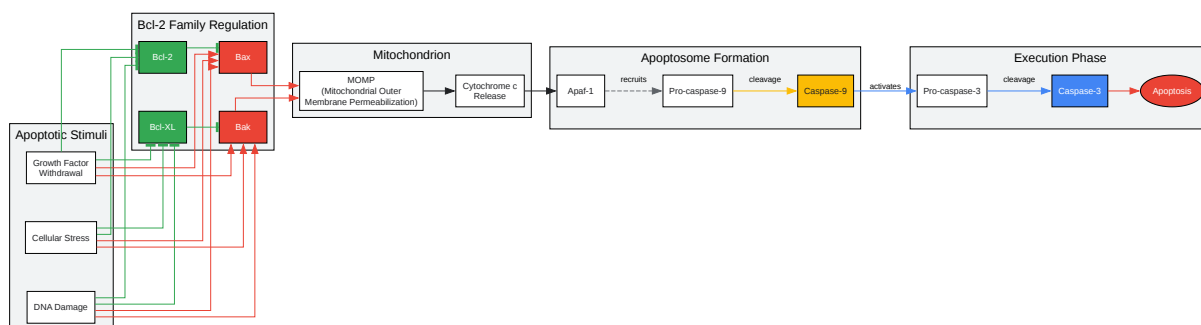 Bcl-2 Family Regulation
Bcl-2
Bax
Bcl-XL
Bak
Apoptotic Stimuli
Growth Factor
Withdrawal
Cellular Stress
DNA Damage
Mitochondrion
MOMP
(Mitochondrial Outer
Membrane Permeabilization)
Cytochrome c
Release
Apoptosome Formation
Apaf-1
recruits
Pro-caspase-9
cleavage
Caspase-9
activates
Execution Phase
Pro-caspase-3
cleavage
Caspase-3
Apoptosis